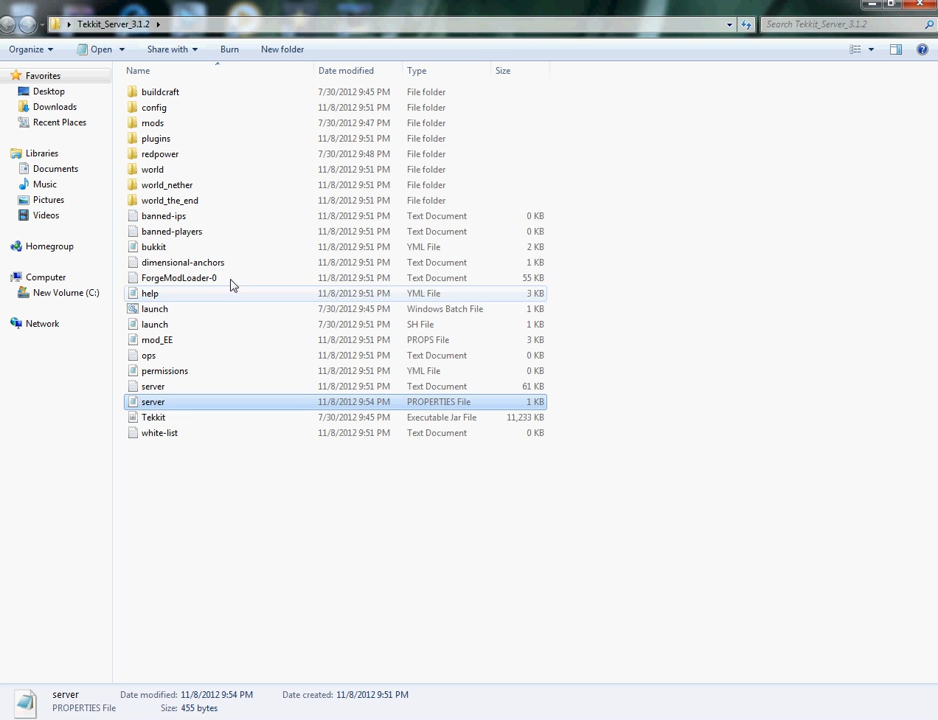 Tekkit_Server_3.1.2
Search Tekkit_Server_3.1.2
Organize Open Share with Burn New folder
Name Date modified Type Size
Favorites
Desktop
Downloads
Recent Places
Libraries
Documents
Music
Pictures
Videos
Homegroup
Computer
New Volume (C:)
Network
buildcraft 7/30/2012 9:45 PM File folder
config 11/8/2012 9:51 PM File folder
mods 7/30/2012 9:47 PM File folder
plugins 11/8/2012 9:51 PM File folder
redpower 7/30/2012 9:48 PM File folder
world 11/8/2012 9:51 PM File folder
world_nether 11/8/2012 9:51 PM File folder
world_the_end 11/8/2012 9:51 PM File folder
banned-ips 11/8/2012 9:51 PM Text Document 0 KB
banned-players 11/8/2012 9:51 PM Text Document 0 KB
bukkit 11/8/2012 9:51 PM YML File 2 KB
dimensional-anchors 11/8/2012 9:51 PM Text Document 1 KB
ForgeModLoader-0 11/8/2012 9:51 PM Text Document 55 KB
help 11/8/2012 9:51 PM YML File 3 KB
launch 7/30/2012 9:45 PM Windows Batch File 1 KB
launch 7/30/2012 9:45 PM SH File 1 KB
mod_EE 11/8/2012 9:51 PM PROPS File 3 KB
ops 11/8/2012 9:51 PM Text Document 0 KB
permissions 11/8/2012 9:51 PM YML File 0 KB
server 11/8/2012 9:51 PM Text Document 61 KB
server 11/8/2012 9:54 PM PROPERTIES File 1 KB
Tekkit 7/30/2012 9:45 PM Executable Jar File 11,233 KB
white-list 11/8/2012 9:51 PM Text Document 0 KB
server Date modified: 11/8/2012 9:54 PM Date created: 11/8/2012 9:51 PM
PROPERTIES File Size: 455 bytes